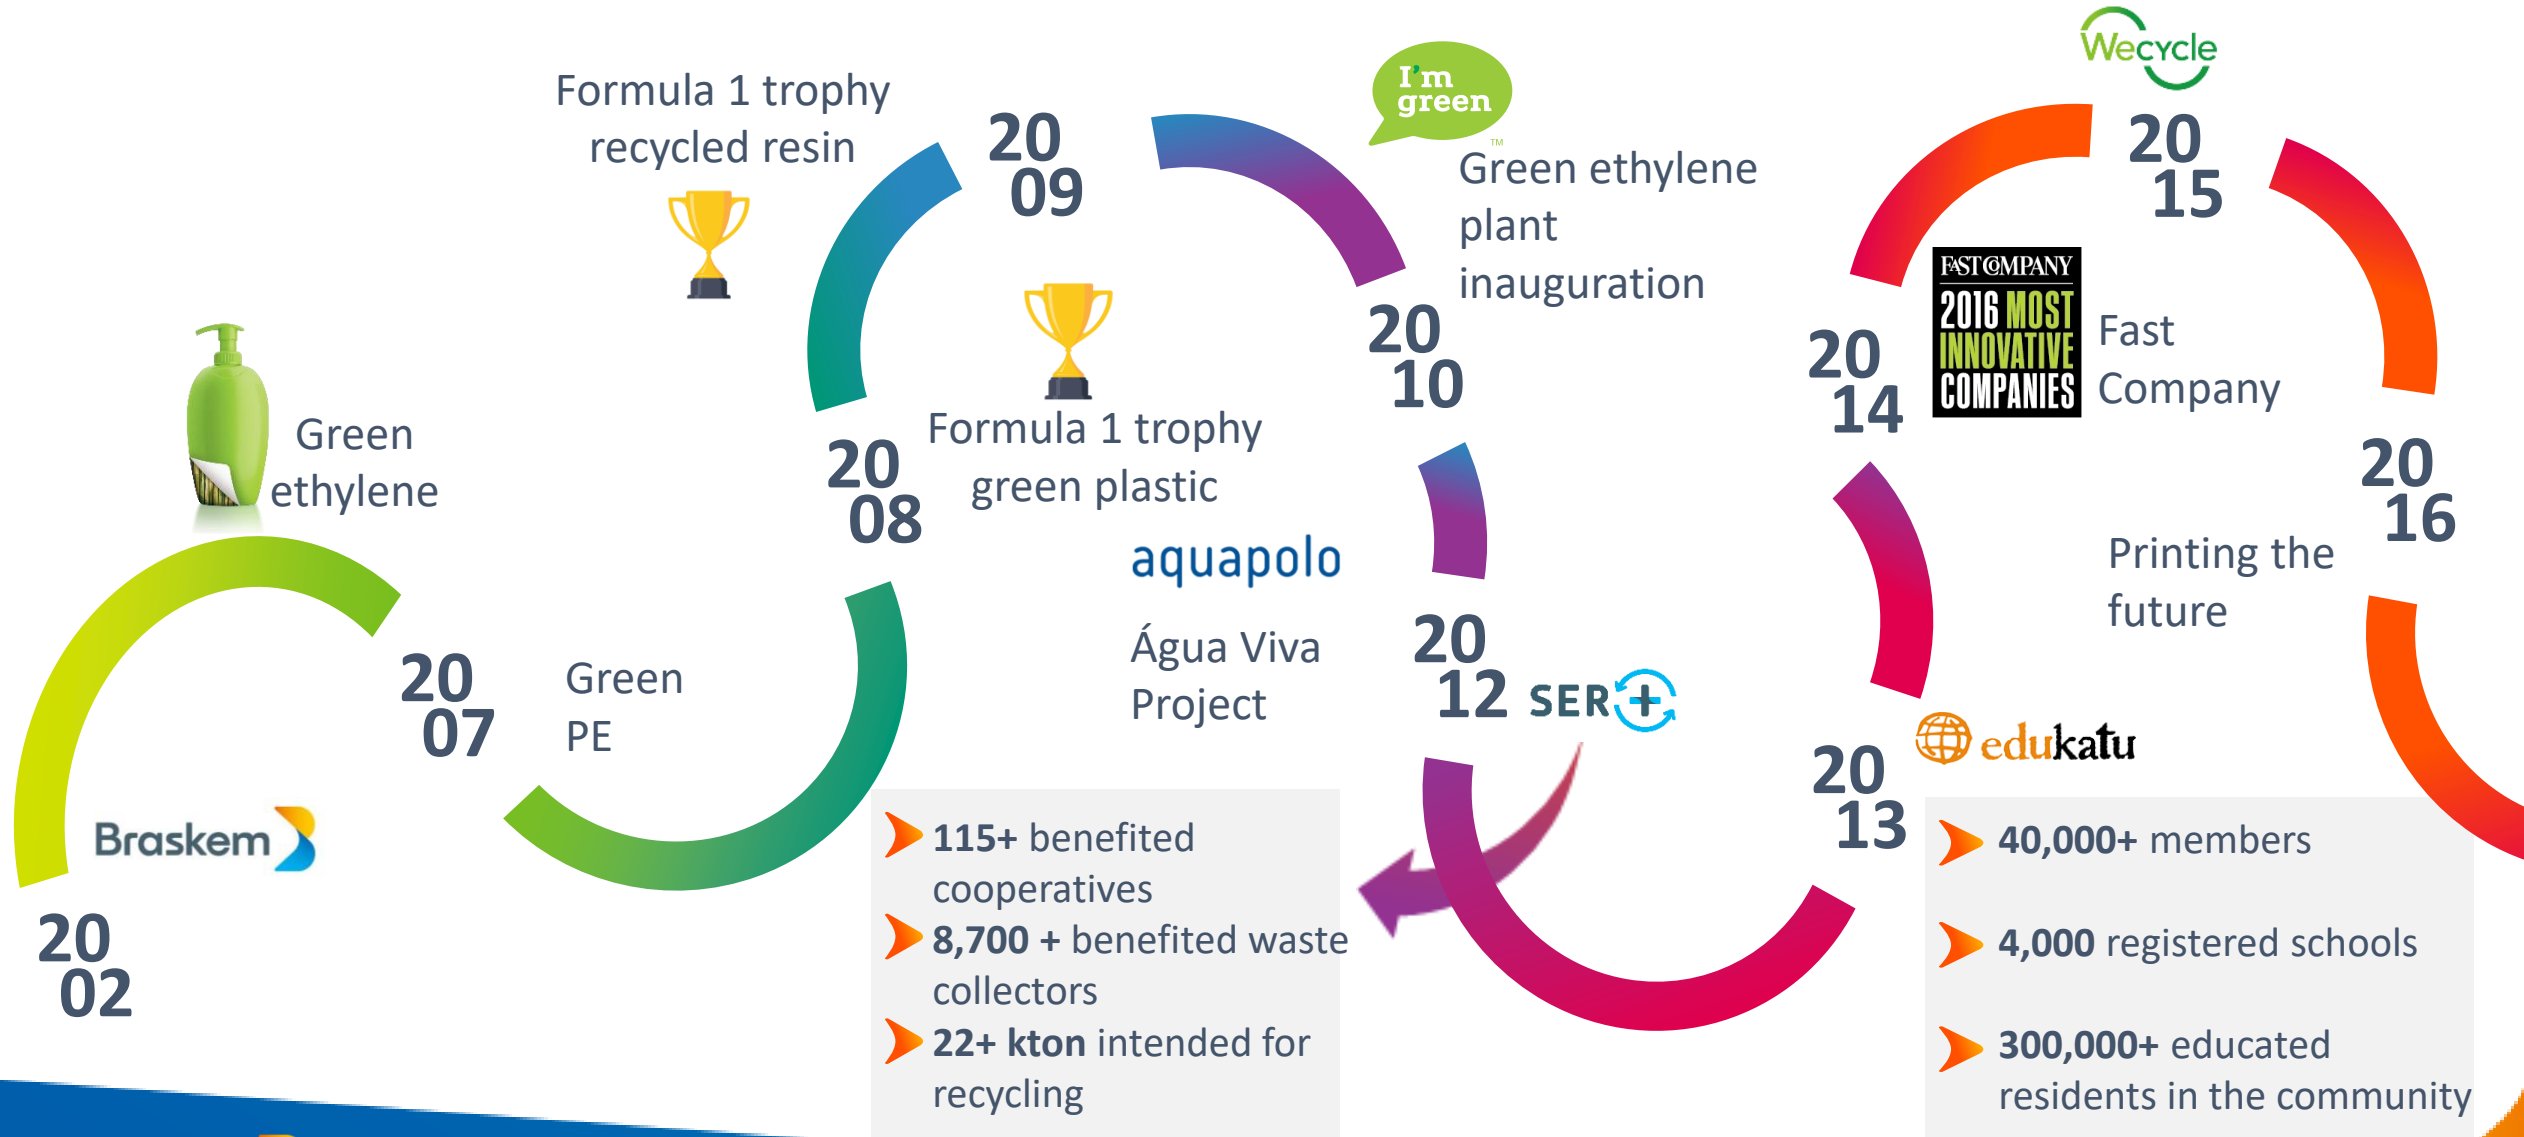 Braskem
20
02
Green
ethylene
20
07
Green
PE
20
08
Formula 1 trophy
recycled resin
20
09
Formula 1 trophy
green plastic
I'm
green
TM
Green ethylene
plant
inauguration
20
10
aquapolo
Água Viva
Project
20
12
SER+
115+ benefited
cooperatives
8,700 + benefited waste
collectors
22+ kton intended for
recycling
20
13
edukatu
40,000+ members
4,000 registered schools
300,000+ educated
residents in the community
20
14
Wecycle
20
15
FAST COMPANY
2016 MOST
INNOVATIVE
COMPANIES
Fast
Company
20
16
Printing the
future